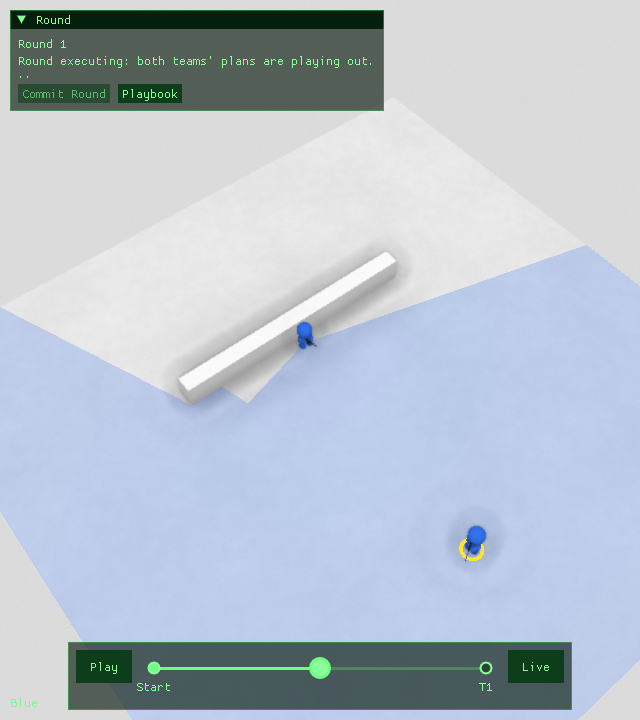 Round
Round 1
Round executing: both teams' plans are playing out.
..
Commit Round
Playbook
Play
Start
T1
Live
Blue